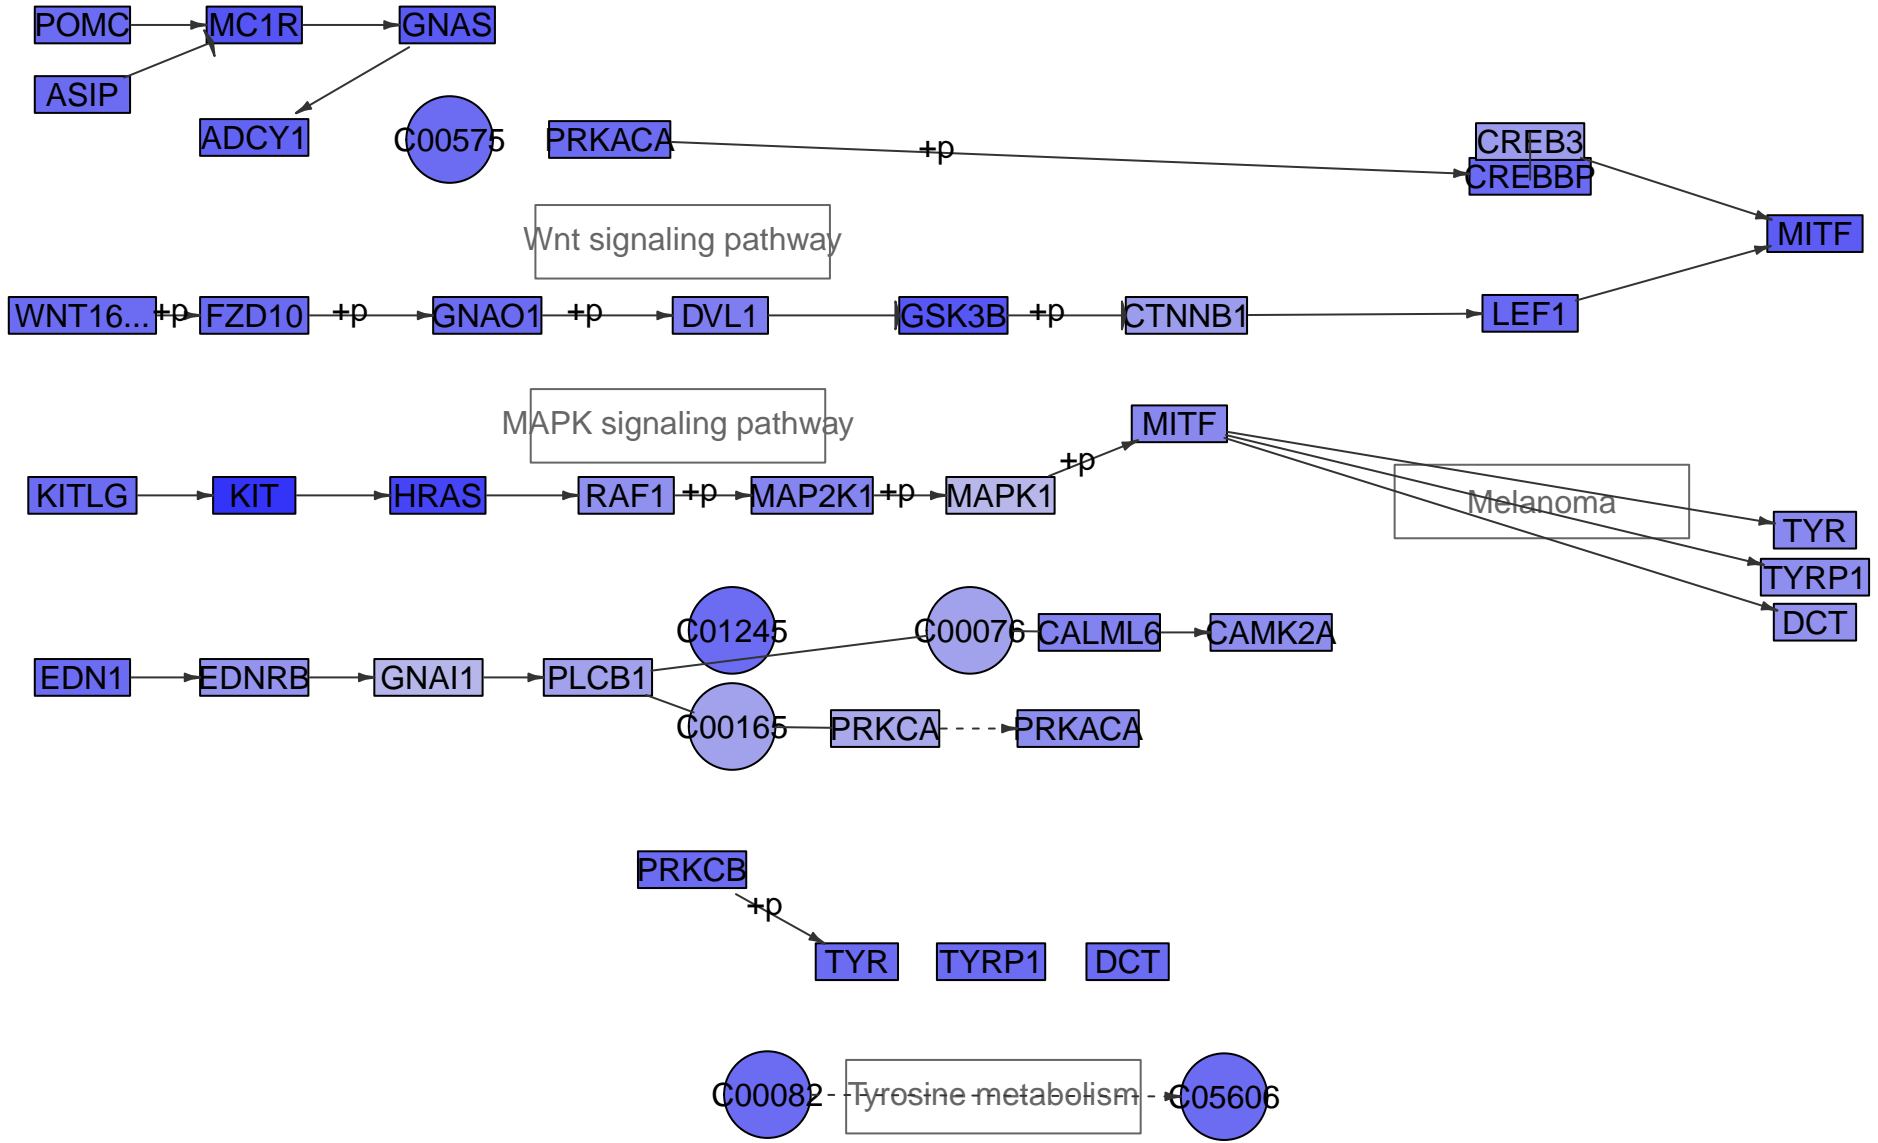 POMC
MC1R
GNAS
ASIP
ADCY1
C00575
PRKACA
+p
CREB3
CREBBP
Wnt signaling pathway
MITF
WNT16...
+p
FZD10
+p
GNAO1
+p
DVL1
GSK3B
+p
CTNNB1
LEF1
MAPK signaling pathway
MITF
+p
KITLG
KIT
HRAS
RAF1
+p
MAP2K1
+p
MAPK1
Melanoma
TYR
TYRP1
DCT
C01245
C00076
CALML6
CAMK2A
EDN1
EDNRB
GNAI1
PLCB1
C00165
PRKCA
PRKACA
PRKCB
+p
TYR
TYRP1
DCT
C00082
Tyrosine metabolism
C05606